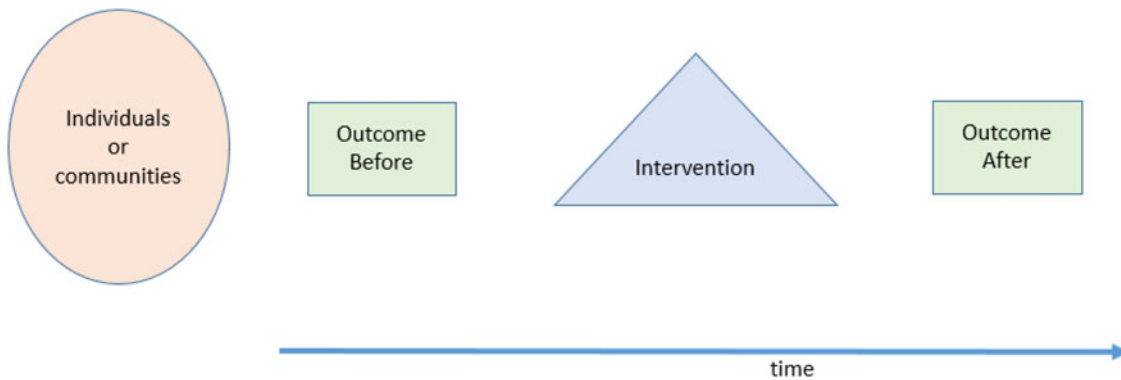 Individuals
or
communities
Outcome
Before
Intervention
Outcome
After
time